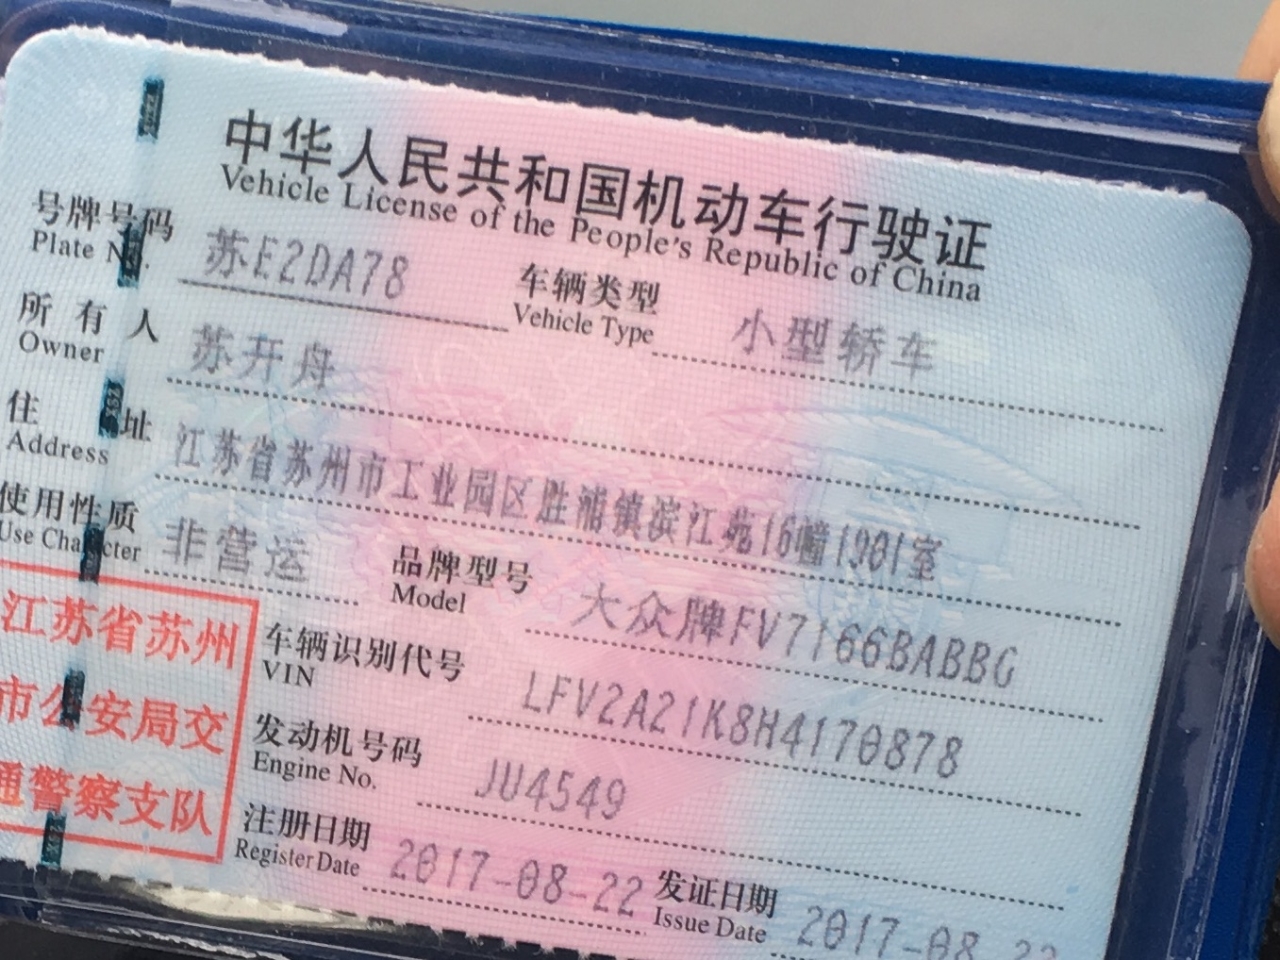 中华人民共和国机动车行驶证
Vehicle License of the People's Republic of China
号牌号码 苏E2DA78 车辆类型 小型轿车
Plate No. Vehicle Type
所有人 苏开舟
Owner
住址 江苏省苏州市工业园区胜浦镇滨江苑16幢1901室
Address
使用性质 非营运 品牌型号 大众牌FV7166BABBG
Use Character Model
车辆识别代号 LFV2A21K8H4170878
VIN
发动机号码 JU4549
Engine No.
注册日期 2017-08-22 发证日期 2017-08
Register Date Issue Date
江苏省苏州
市公安局交
通警察支队